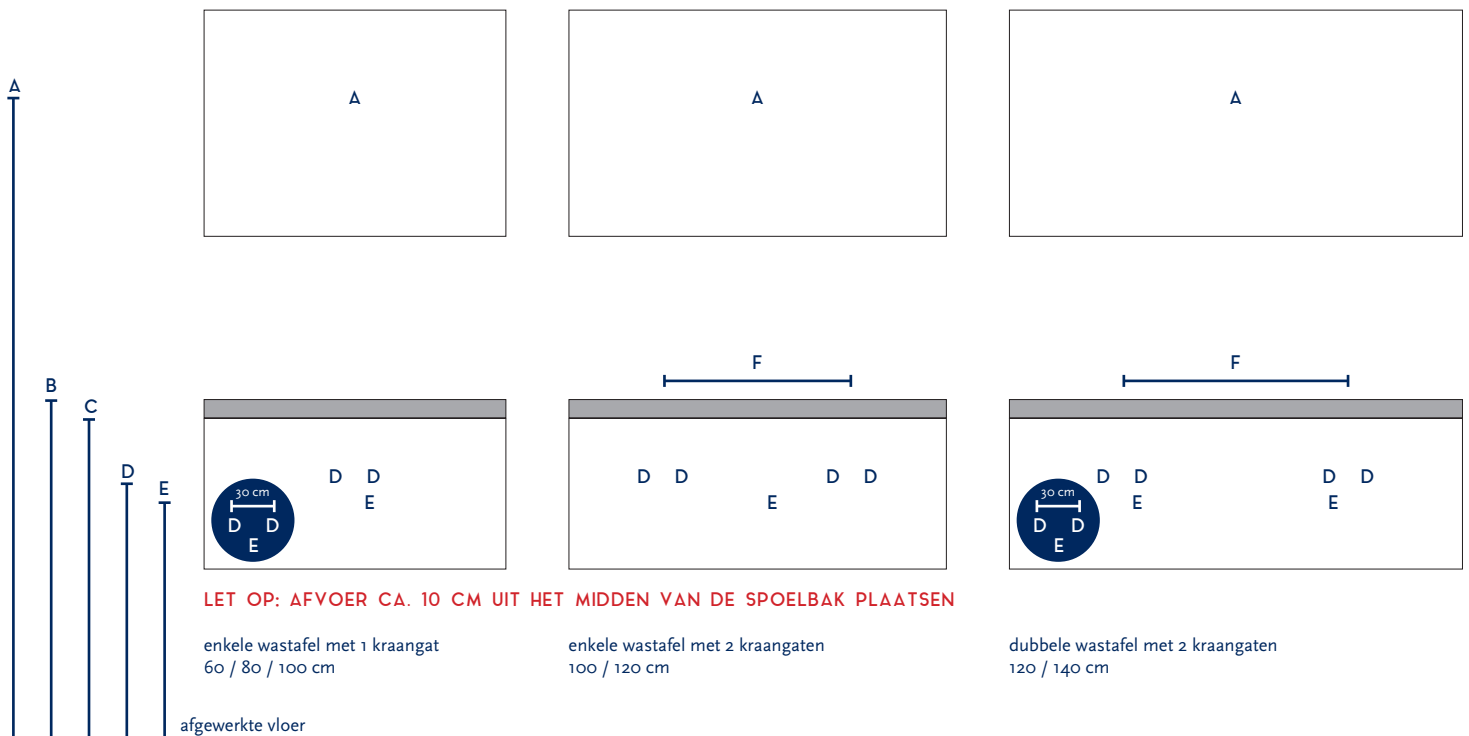 A
A
A
A
B
C
D
E
F
F
D D
E
D D
D D
E
D D
D D
E
E
30 cm
D D
E
30 cm
D D
E
LET OP: AFVOER CA. 10 CM UIT HET MIDDEN VAN DE SPOELBAK PLAATSEN
enkele wastafel met 1 kraangat
60 / 80 / 100 cm
enkele wastafel met 2 kraangaten
100 / 120 cm
dubbele wastafel met 2 kraangaten
120 / 140 cm
afgewerkte vloer